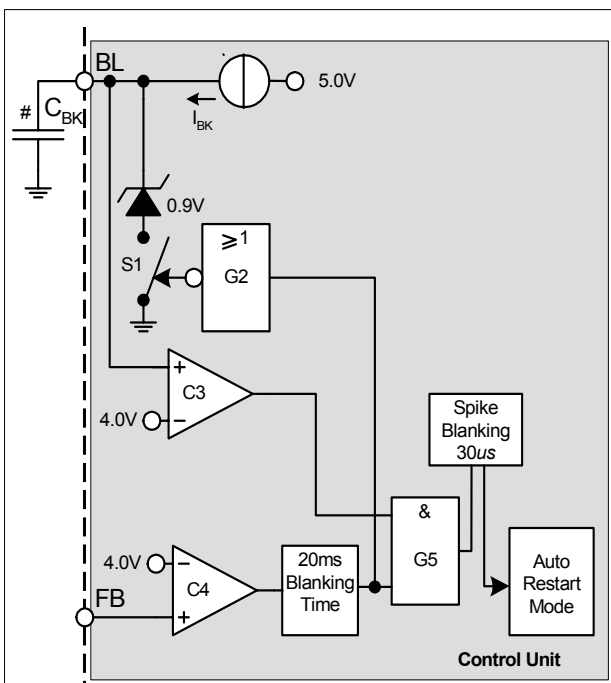 BL
5.0V
# C_BK
I_BK
0.9V
⩾1
S1
G2
C3
4.0V
Spike
Blanking
30us
&
G5
4.0V
C4
20ms
Blanking
Time
Auto
Restart
Mode
FB
Control Unit